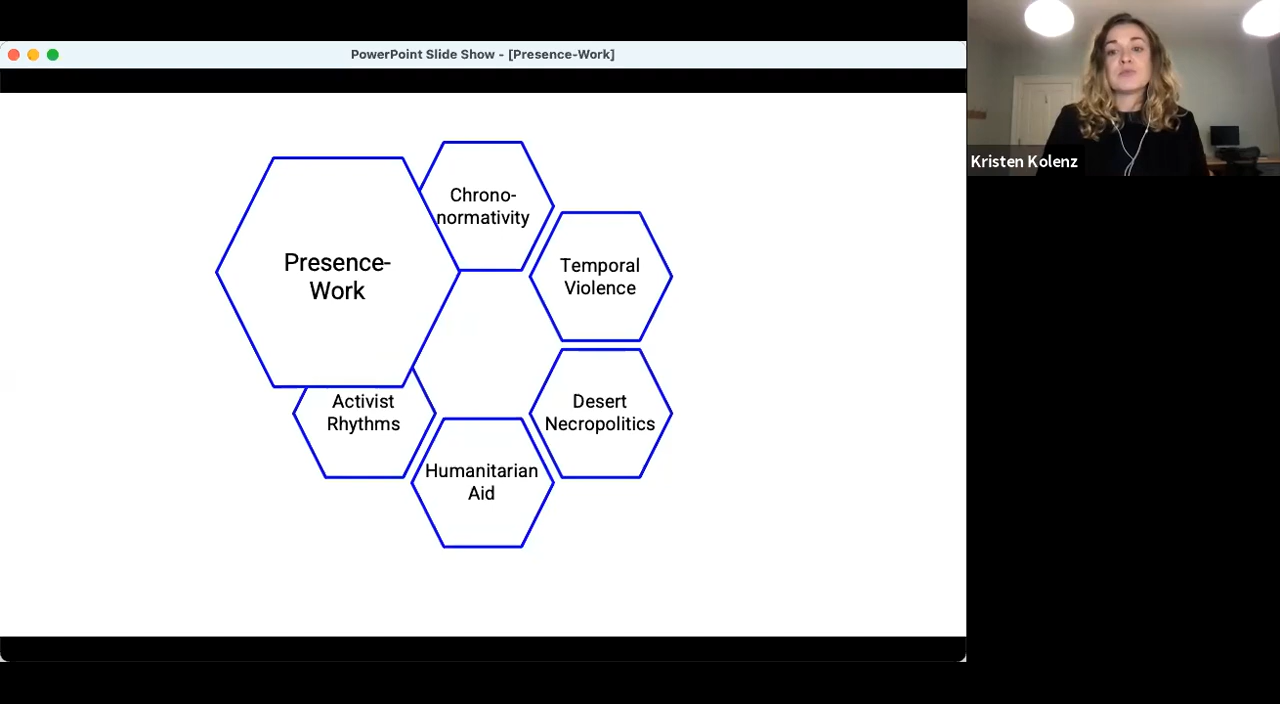 PowerPoint Slide Show - [Presence-Work]
Kristen Kolenz
Chrono-
normativity
Presence-
Work
Temporal
Violence
Activist
Rhythms
Desert
Necropolitics
Humanitarian
Aid